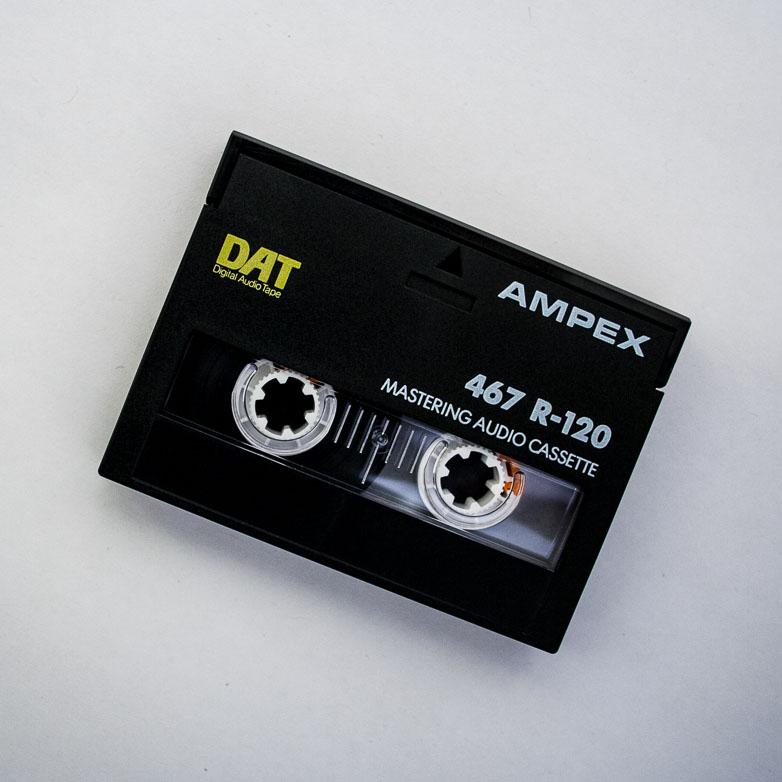 DAT
Digital Audio Tape
AMPEX
467 R-120
MASTERING AUDIO CASSETTE